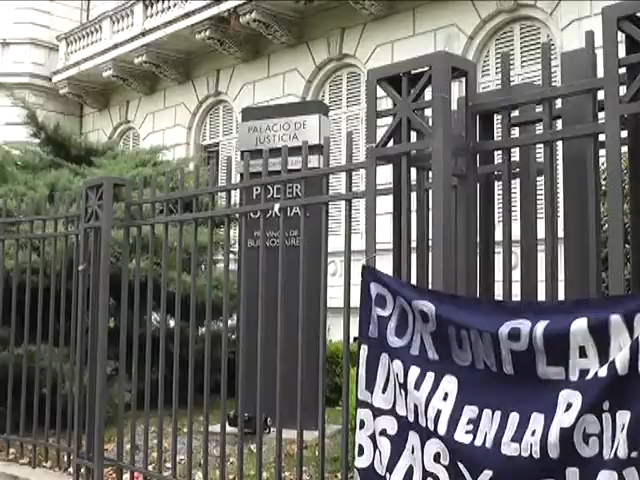 PALACIO DE
JUSTICIA
PODER
JUDICIAL
PROVINCIA DE
BUENOS AIRES
POR UN PLAN
LUCHA EN LA PCIA.
BS. AS Y